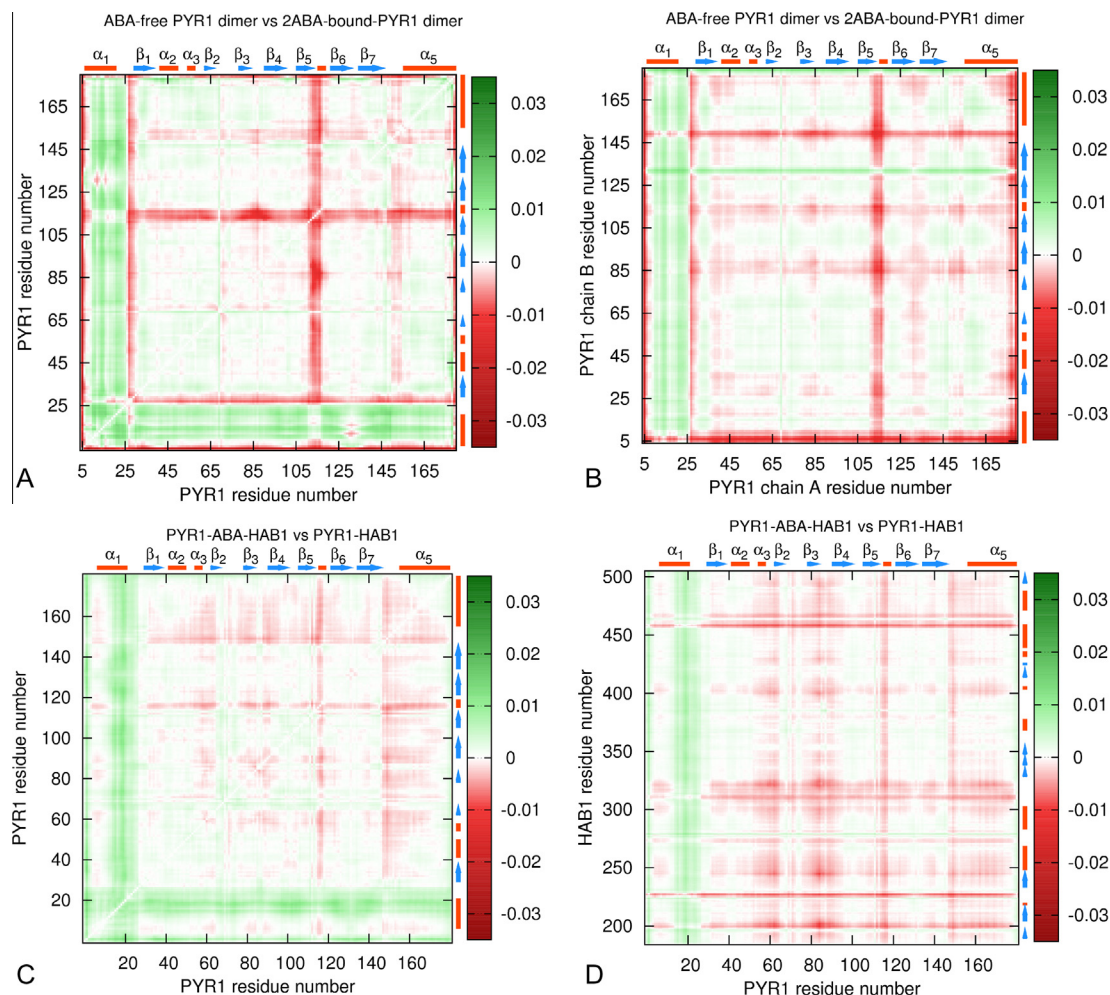 ABA-free PYR1 dimer vs 2ABA-bound-PYR1 dimer
α1 β1 α2 α3 β2 β3 β4 β5 β6 β7 α5
165
145
125
105
85
65
45
25
5 25 45 65 85 105 125 145 165
PYR1 residue number
PYR1 residue number
0.03
0.02
0.01
0
-0.01
-0.02
-0.03
A
ABA-free PYR1 dimer vs 2ABA-bound-PYR1 dimer
α1 β1 α2 α3 β2 β3 β4 β5 β6 β7 α5
165
145
125
105
85
65
45
25
5
5 25 45 65 85 105 125 145 165
PYR1 chain B residue number
PYR1 chain A residue number
0.03
0.02
0.01
0
-0.01
-0.02
-0.03
B
PYR1-ABA-HAB1 vs PYR1-HAB1
α1 β1 α2 α3 β2 β3 β4 β5 β6 β7 α5
160
140
120
100
80
60
40
20
20 40 60 80 100 120 140 160
PYR1 residue number
PYR1 residue number
0.03
0.02
0.01
0
-0.01
-0.02
-0.03
C
PYR1-ABA-HAB1 vs PYR1-HAB1
α1 β1 α2 α3 β2 β3 β4 β5 β6 β7 α5
500
450
400
350
300
250
200
20 40 60 80 100 120 140 160
HAB1 residue number
PYR1 residue number
0.03
0.02
0.01
0
-0.01
-0.02
-0.03
D